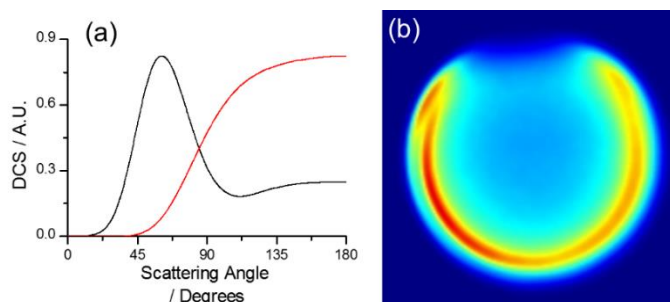 (a)
(b)
DCS / A.U.
0.9
0.6
0.3
0.0
0
45
90
135
180
Scattering Angle
/ Degrees